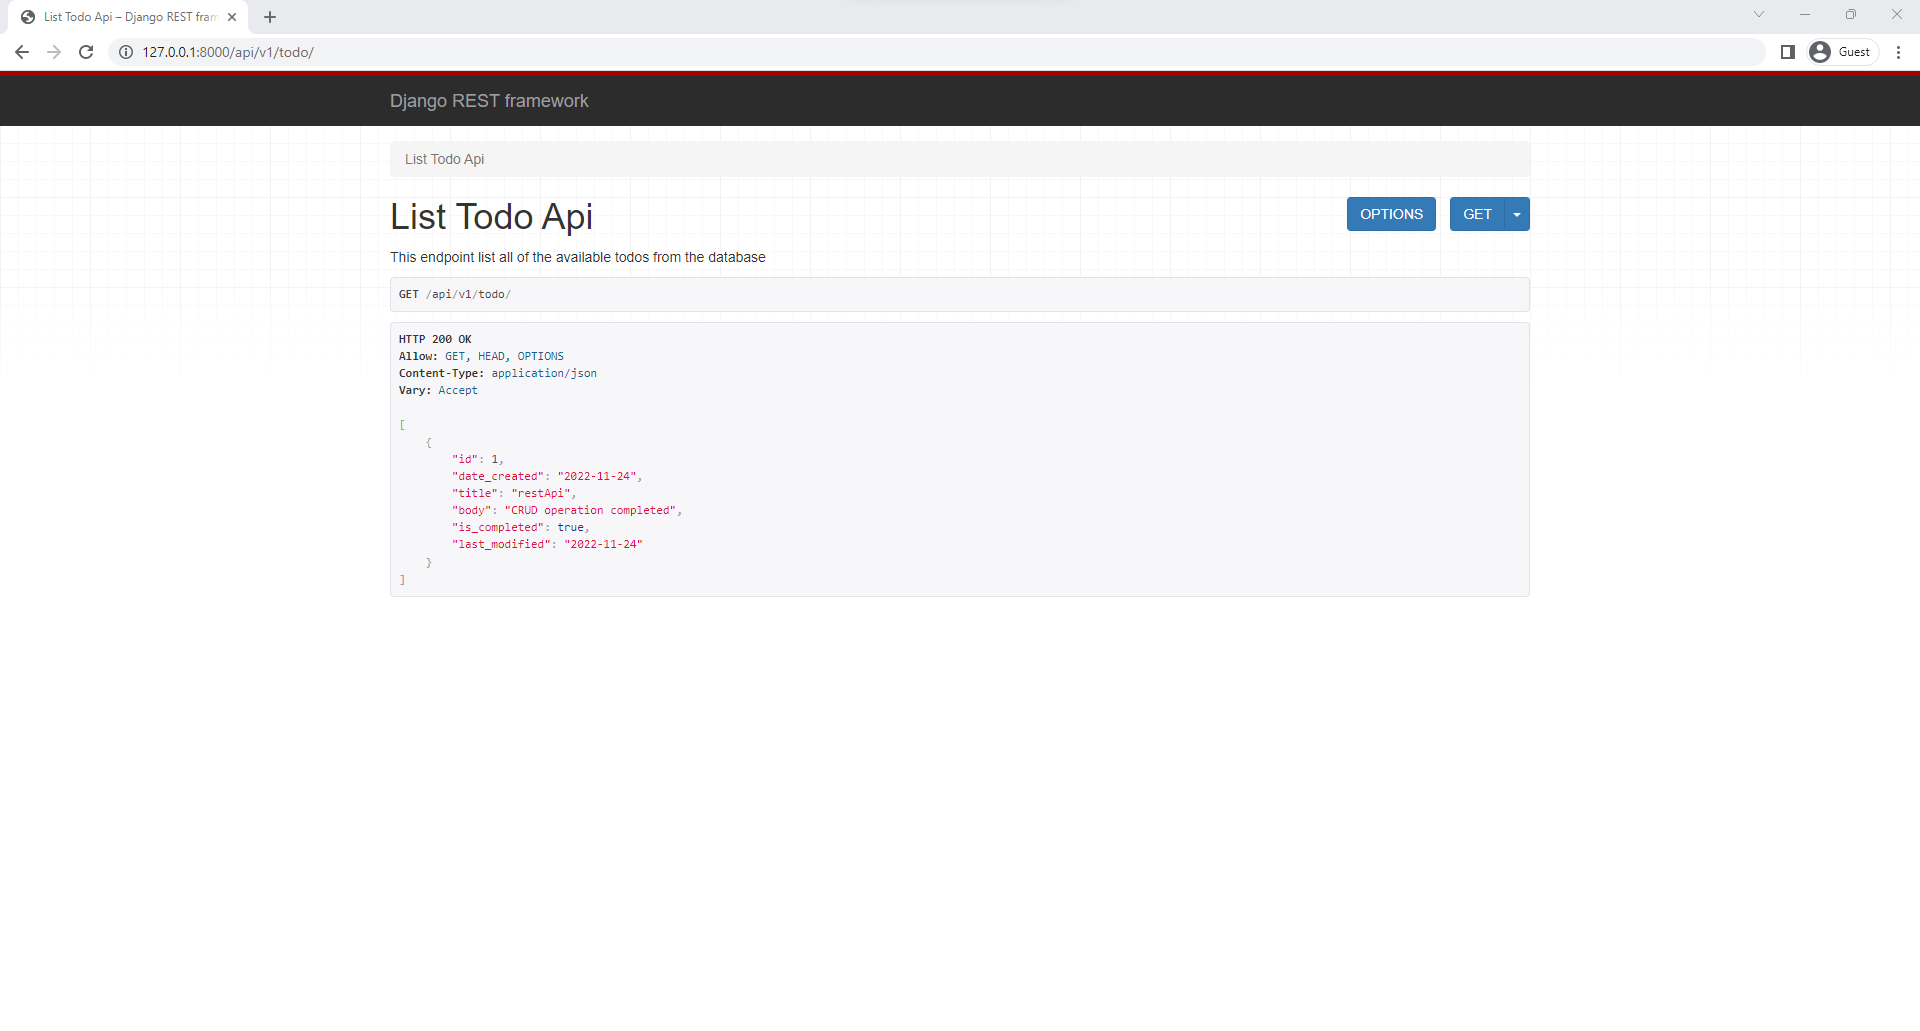 List Todo Api – Django REST fram
127.0.0.1:8000/api/v1/todo/
Guest
Django REST framework
List Todo Api
List Todo Api
OPTIONS
GET
This endpoint list all of the available todos from the database
GET /api/v1/todo/
HTTP 200 OK
Allow: GET, HEAD, OPTIONS
Content-Type: application/json
Vary: Accept
[
    {
        "id": 1,
        "date_created": "2022-11-24",
        "title": "restApi",
        "body": "CRUD operation completed",
        "is_completed": true,
        "last_modified": "2022-11-24"
    }
]